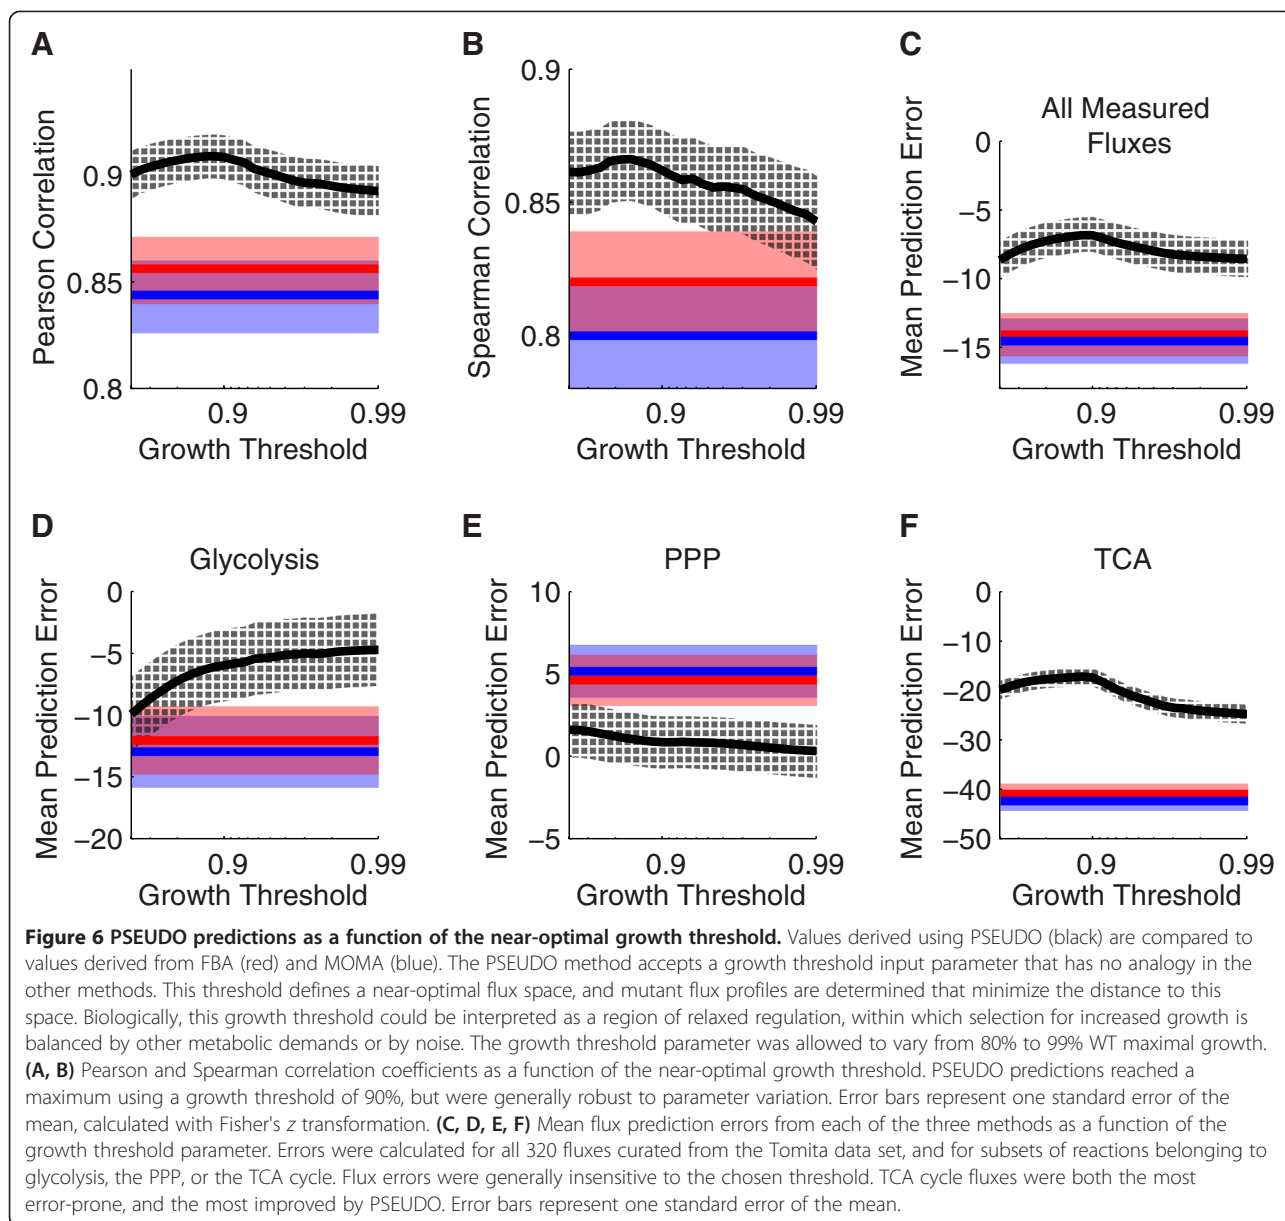 A
Pearson Correlation
0.9
0.85
0.8
0.9
0.99
Growth Threshold
B
Spearman Correlation
0.9
0.85
0.8
0.9
0.99
Growth Threshold
C
All Measured
Fluxes
Mean Prediction Error
0
−5
−10
−15
0.9
0.99
Growth Threshold
D
Glycolysis
Mean Prediction Error
0
−5
−10
−15
−20
0.9
0.99
Growth Threshold
E
PPP
Mean Prediction Error
10
5
0
−5
0.9
0.99
Growth Threshold
F
TCA
Mean Prediction Error
0
−10
−20
−30
−40
−50
0.9
0.99
Growth Threshold
Figure 6 PSEUDO predictions as a function of the near-optimal growth threshold. Values derived using PSEUDO (black) are compared to
values derived from FBA (red) and MOMA (blue). The PSEUDO method accepts a growth threshold input parameter that has no analogy in the
other methods. This threshold defines a near-optimal flux space, and mutant flux profiles are determined that minimize the distance to this
space. Biologically, this growth threshold could be interpreted as a region of relaxed regulation, within which selection for increased growth is
balanced by other metabolic demands or by noise. The growth threshold parameter was allowed to vary from 80% to 99% WT maximal growth.
(A, B) Pearson and Spearman correlation coefficients as a function of the near-optimal growth threshold. PSEUDO predictions reached a
maximum using a growth threshold of 90%, but were generally robust to parameter variation. Error bars represent one standard error of the
mean, calculated with Fisher's z transformation. (C, D, E, F) Mean flux prediction errors from each of the three methods as a function of the
growth threshold parameter. Errors were calculated for all 320 fluxes curated from the Tomita data set, and for subsets of reactions belonging to
glycolysis, the PPP, or the TCA cycle. Flux errors were generally insensitive to the chosen threshold. TCA cycle fluxes were both the most
error-prone, and the most improved by PSEUDO. Error bars represent one standard error of the mean.